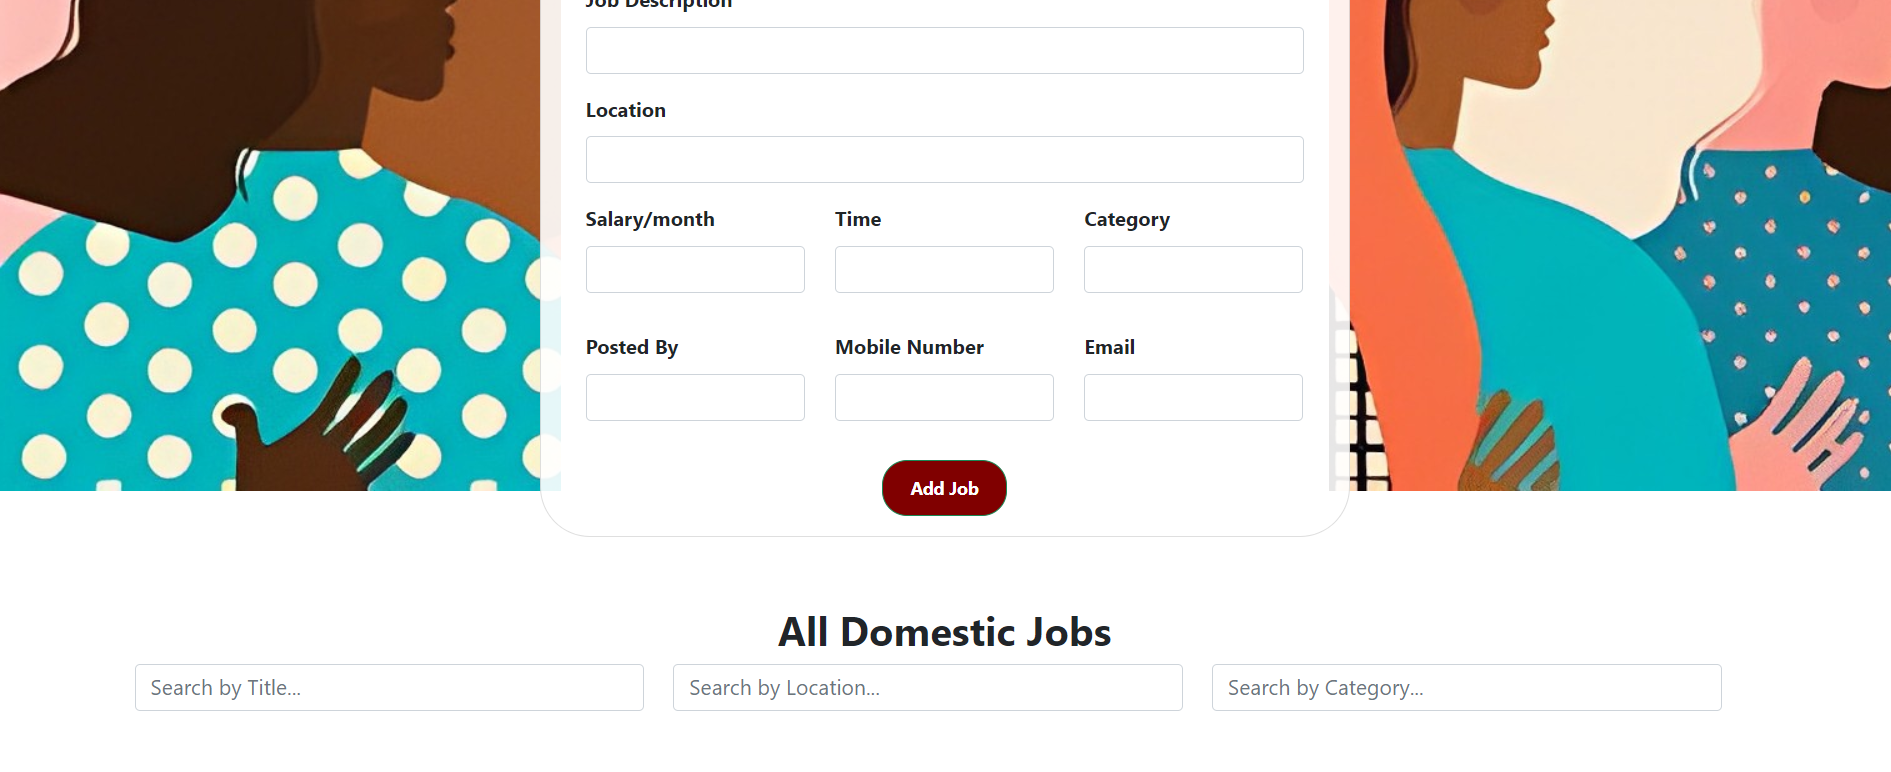 Job Description
Location
Salary/month Time Category
Posted By Mobile Number Email
Add Job
All Domestic Jobs
Search by Title... Search by Location... Search by Category...